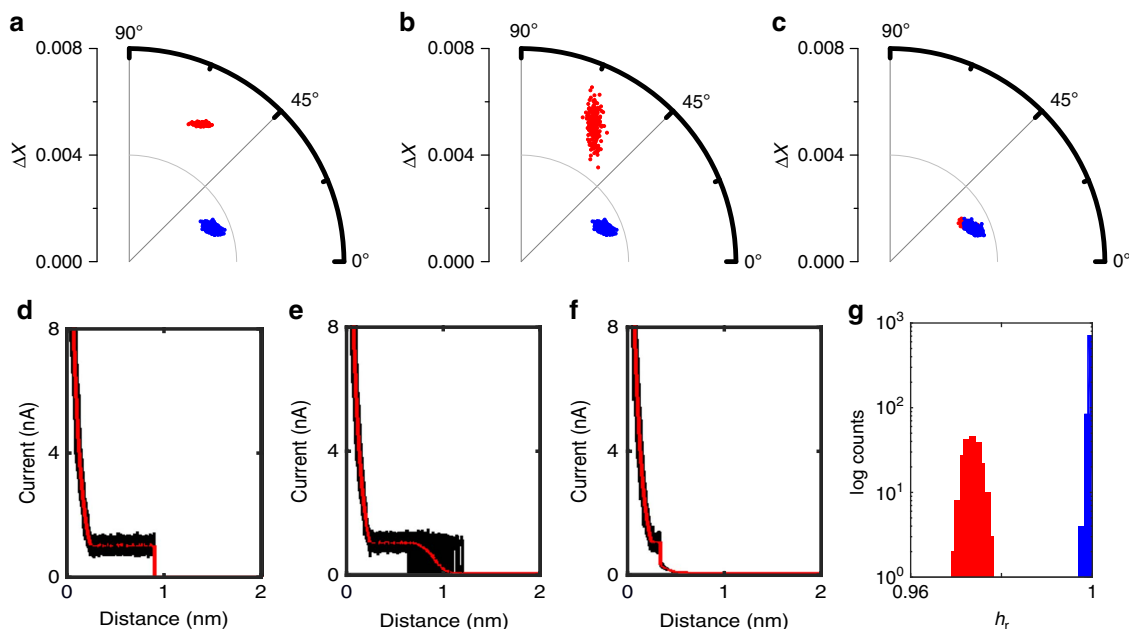 a
90°
0.008
45°
ΔX
0.004
0.000
0°
b
90°
0.008
45°
ΔX
0.004
0.000
0°
c
90°
0.008
45°
ΔX
0.004
0.000
0°
d
8
Current (nA)
4
0
0 1 2
Distance (nm)
e
8
Current (nA)
4
0
0 1 2
Distance (nm)
f
8
Current (nA)
4
0
0 1 2
Distance (nm)
g
10³
log counts
10²
10¹
10⁰
0.96 1
hᵣ